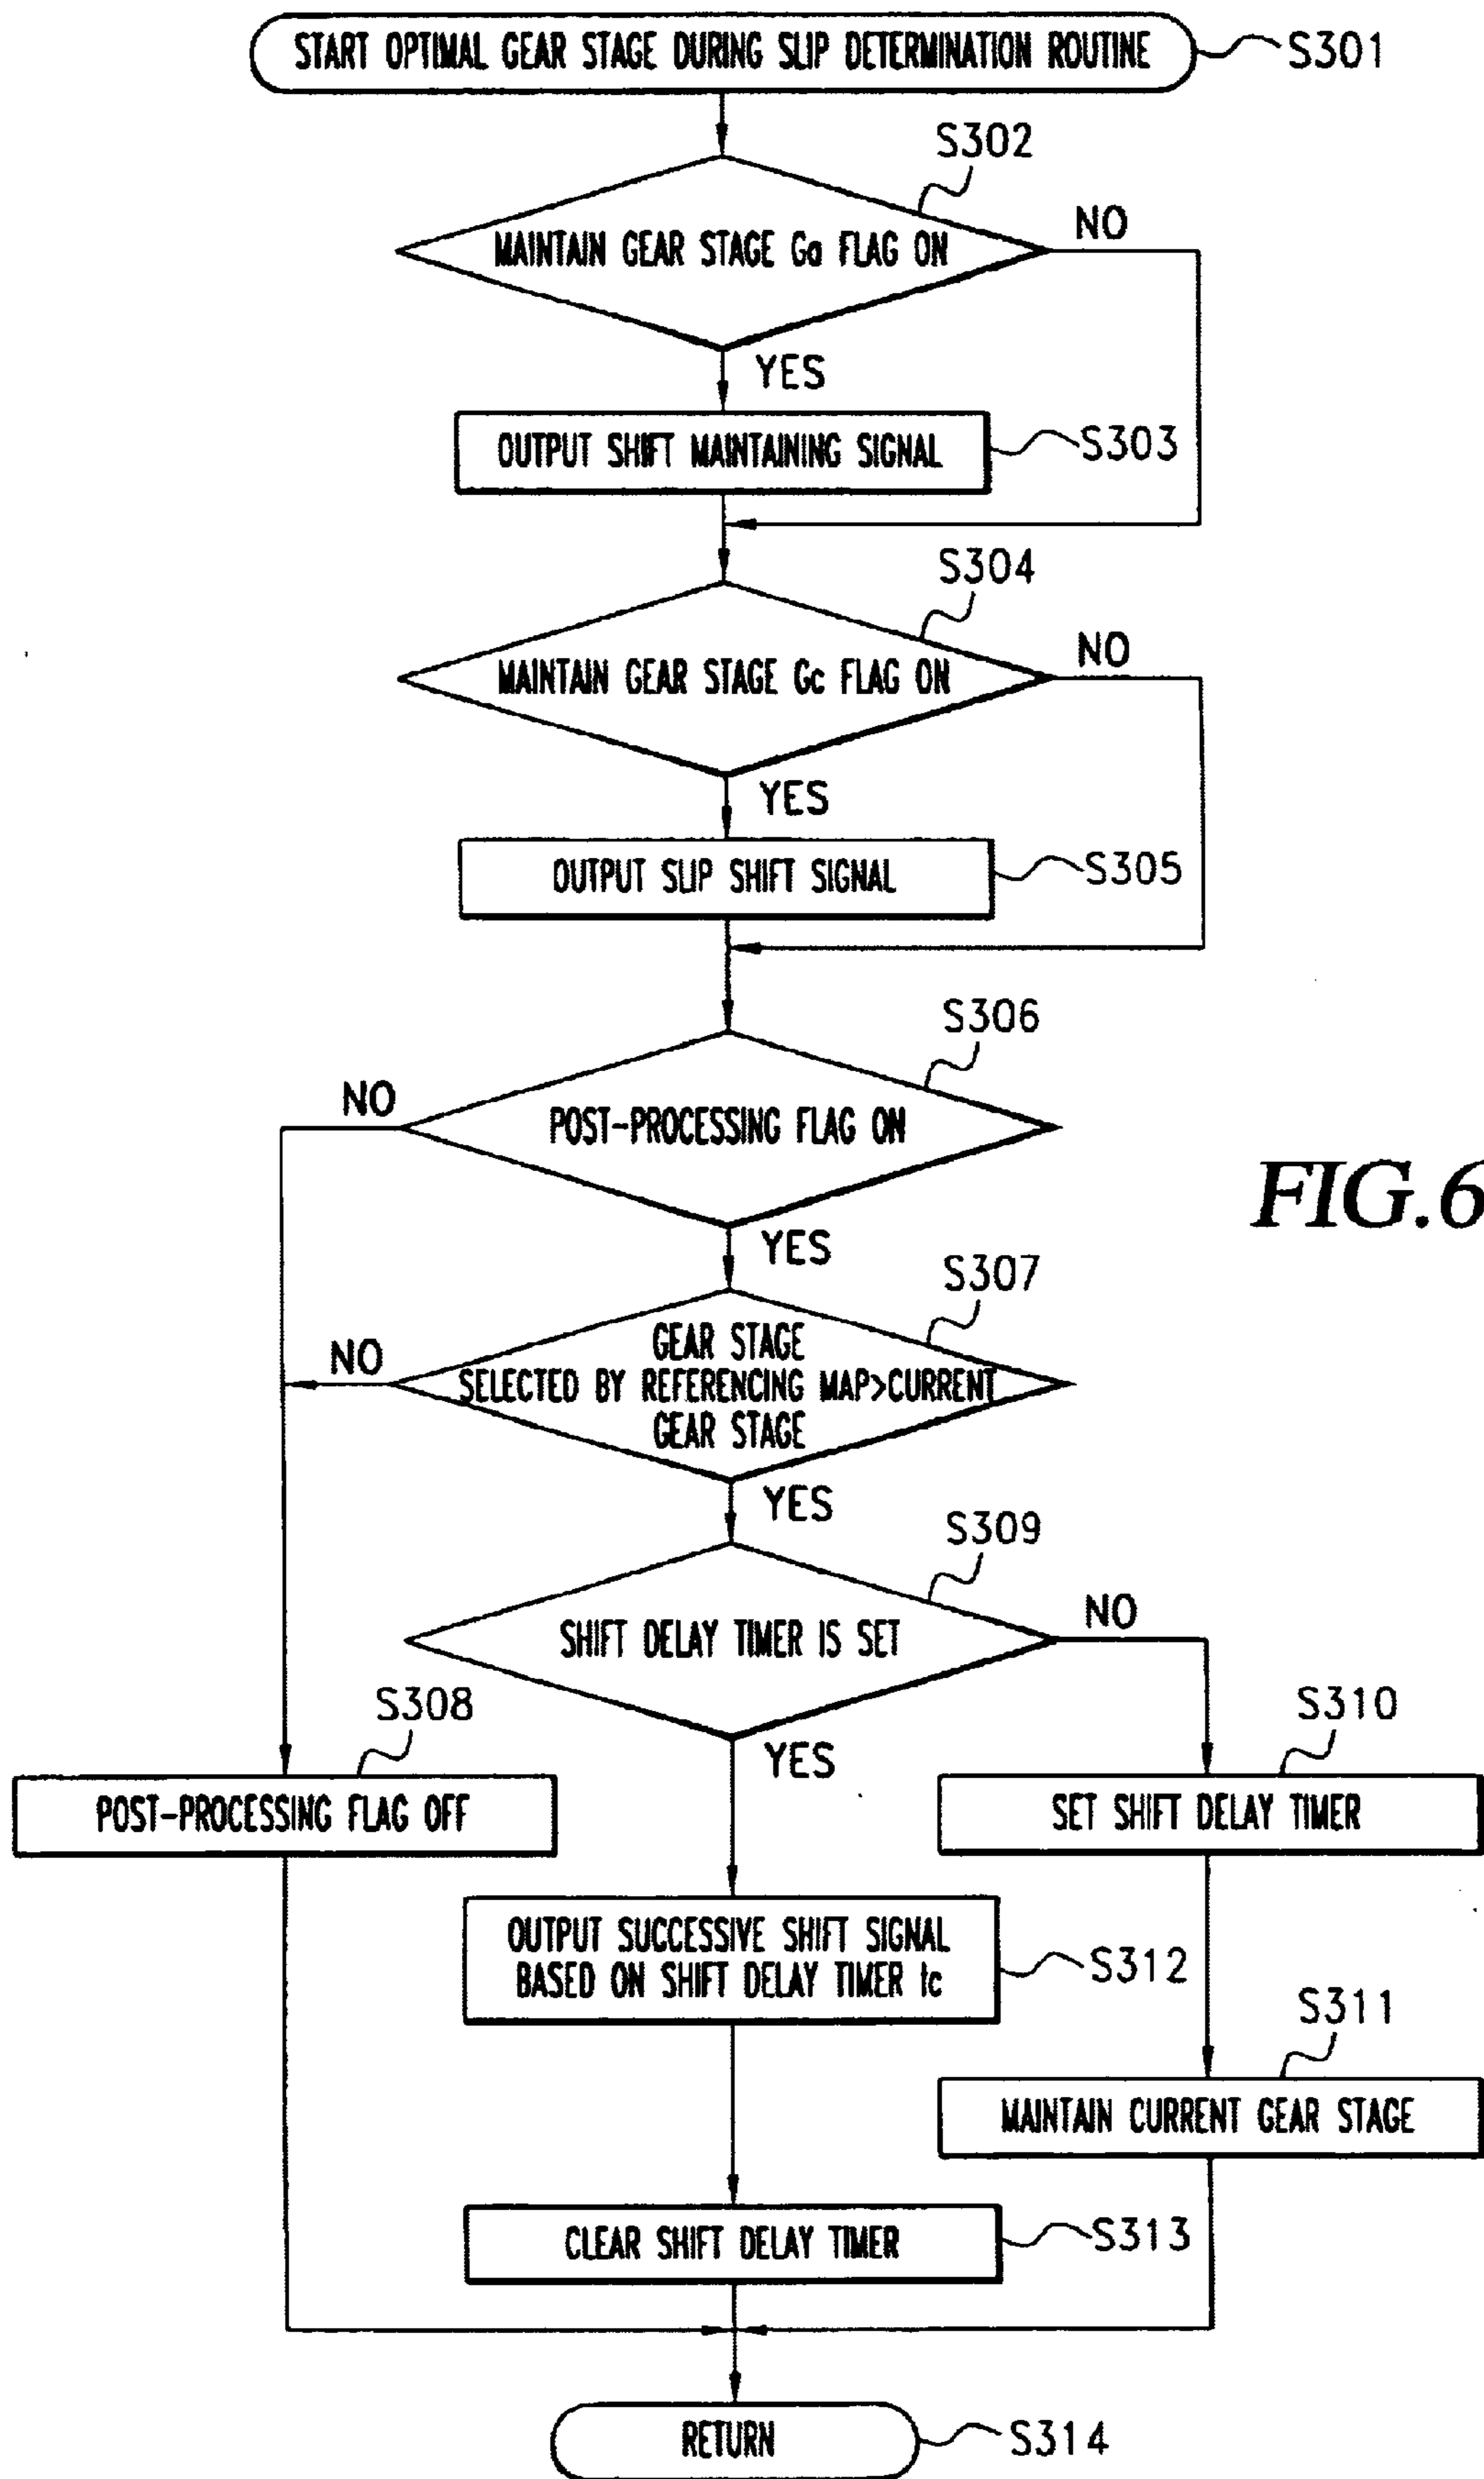 START OPTIMAL GEAR STAGE DURING SLIP DETERMINATION ROUTINE
S301
S302
MAINTAIN GEAR STAGE Ga FLAG ON
NO
YES
OUTPUT SHIFT MAINTAINING SIGNAL
S303
S304
MAINTAIN GEAR STAGE Gc FLAG ON
NO
YES
OUTPUT SLIP SHIFT SIGNAL
S305
S306
NO
POST-PROCESSING FLAG ON
FIG.6
YES
S307
NO
GEAR STAGE
SELECTED BY REFERENCING MAP>CURRENT
GEAR STAGE
YES
S309
SHIFT DELAY TIMER IS SET
NO
S308
YES
S310
POST-PROCESSING FLAG OFF
SET SHIFT DELAY TIMER
OUTPUT SUCCESSIVE SHIFT SIGNAL
BASED ON SHIFT DELAY TIMER tc
S312
S311
MAINTAIN CURRENT GEAR STAGE
CLEAR SHIFT DELAY TIMER
S313
RETURN
S314